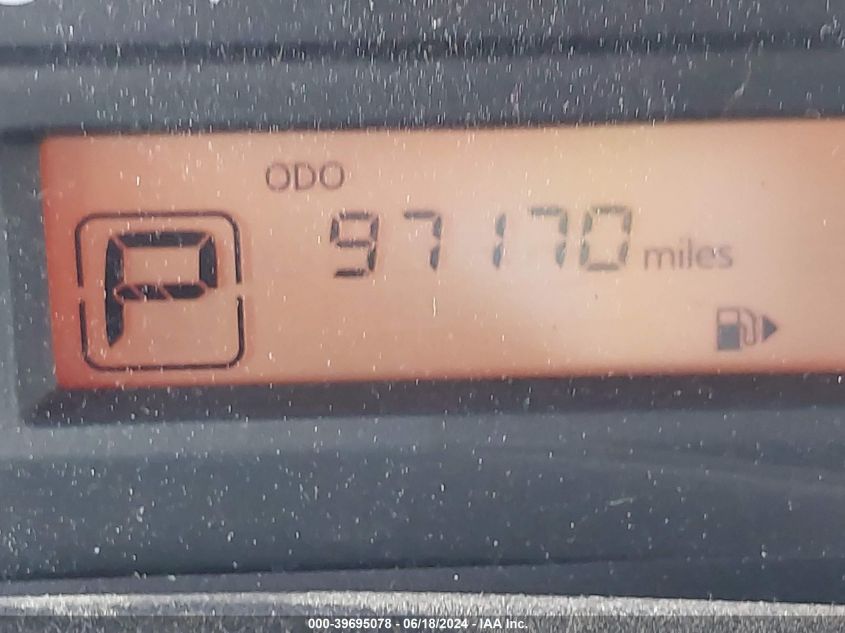 ODO
P
97170 miles
000-39695078 - 06/18/2024 - IAA Inc.